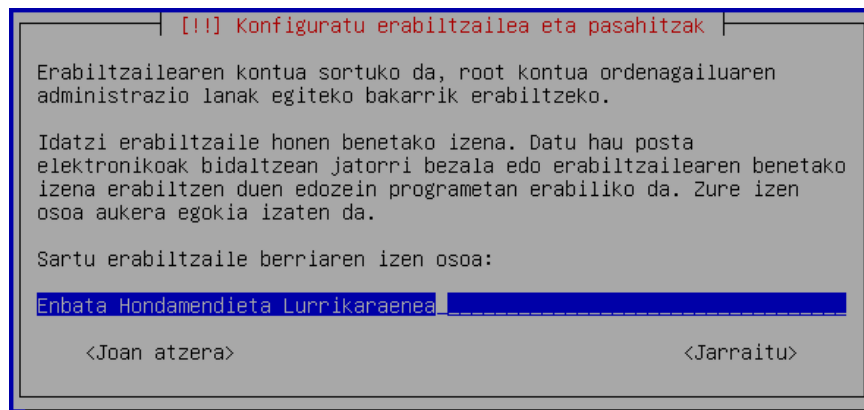 [!!] Konfiguratu erabiltzailea eta pasahitzak
Erabiltzailearen kontua sortuko da, root kontua ordenagailuaren
administrazio lanak egiteko bakarrik erabiltzeko.
Idatzi erabiltzaile honen benetako izena. Datu hau posta
elektronikoak bidaltzean jatorri bezala edo erabiltzailearen benetako
izena erabiltzen duen edozein programetan erabiliko da. Zure izen
osoa aukera egokia izaten da.
Sartu erabiltzaile berriaren izen osoa:
Enbata Hondamendieta Lurrikaraenea
<Joan atzera> <Jarraitu>